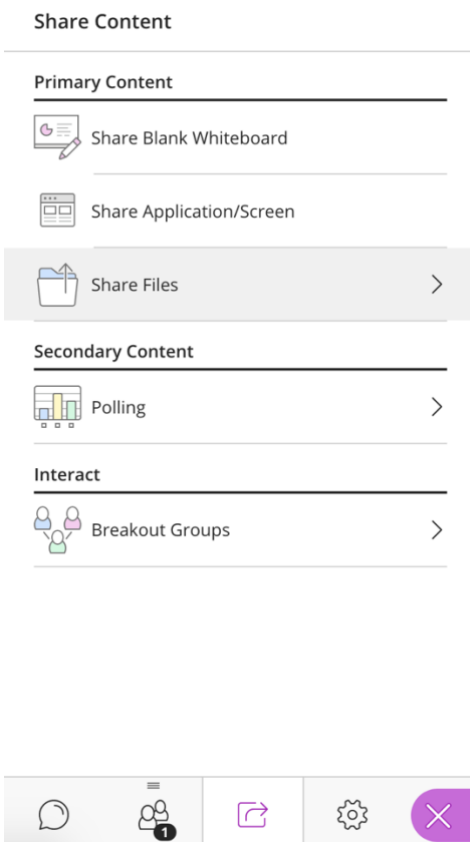 Share Content
Primary Content
Share Blank Whiteboard
Share Application/Screen
Share Files
Secondary Content
Polling
Interact
Breakout Groups
1